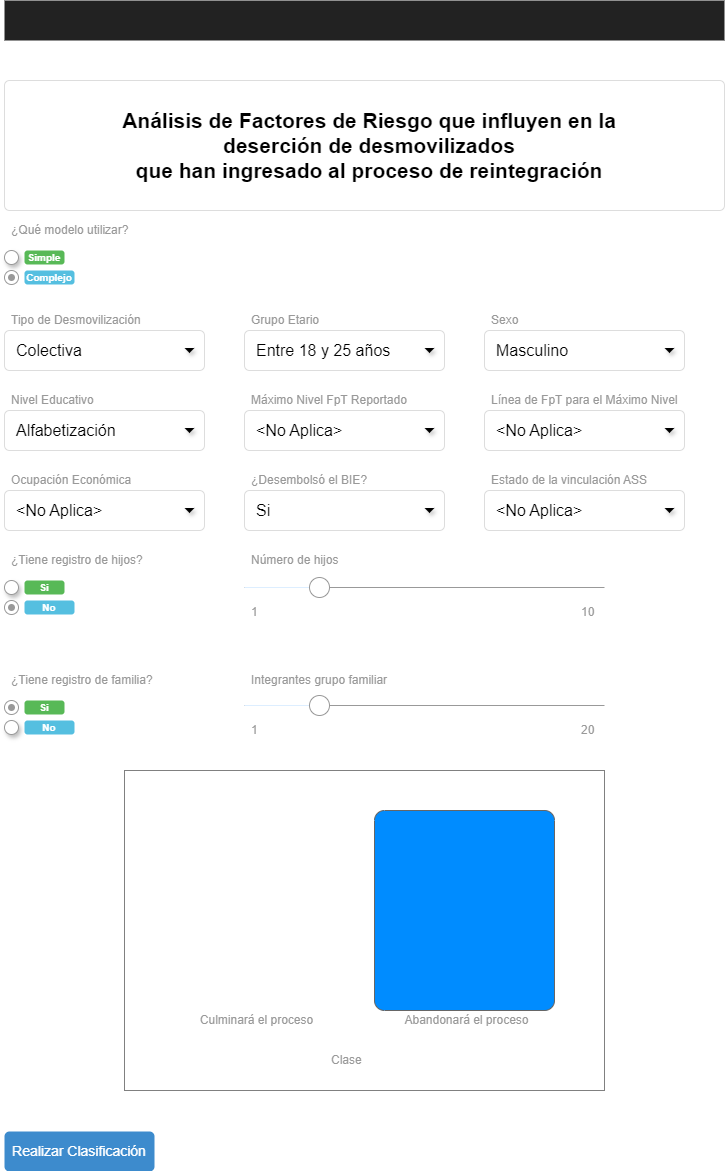 Análisis de Factores de Riesgo que influyen en la
deserción de desmovilizados
que han ingresado al proceso de reintegración
¿Qué modelo utilizar?
Simple
Complejo
Tipo de Desmovilización
Grupo Etario
Sexo
Colectiva
Entre 18 y 25 años
Masculino
Nivel Educativo
Máximo Nivel FpT Reportado
Línea de FpT para el Máximo Nivel
Alfabetización
<No Aplica>
<No Aplica>
Ocupación Económica
¿Desembolsó el BIE?
Estado de la vinculación ASS
<No Aplica>
Si
<No Aplica>
¿Tiene registro de hijos?
Número de hijos
Si
No
1
10
¿Tiene registro de familia?
Integrantes grupo familiar
Si
No
1
20
Culminará el proceso
Abandonará el proceso
Clase
Realizar Clasificación